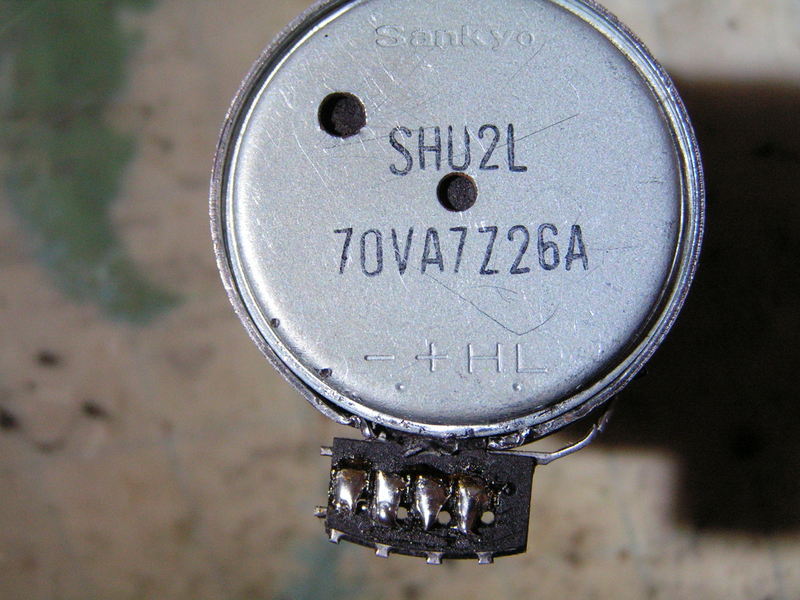 Sankyo
SHU2L
70VA7Z26A
- + H L